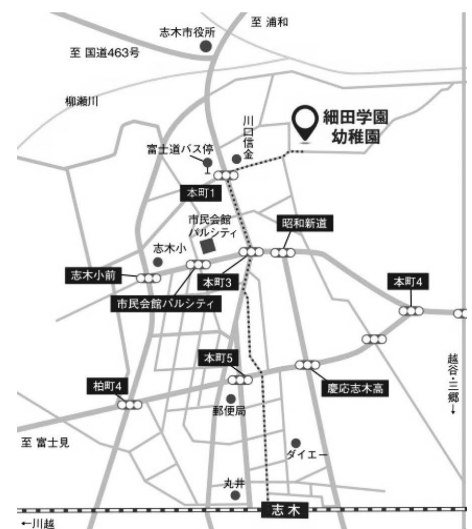 至 浦和
志木市役所
至 国道463号
柳瀬川
川口信金
細田学園
幼稚園
富士道バス停
本町1
市民会館
パルシティ
昭和新道
志木小
志木小前
市民会館パルシティ
本町3
本町4
本町5
慶応志木高
柏町4
郵便局
越谷・三郷
↓
至 富士見
ダイエー
丸井
志木
←川越